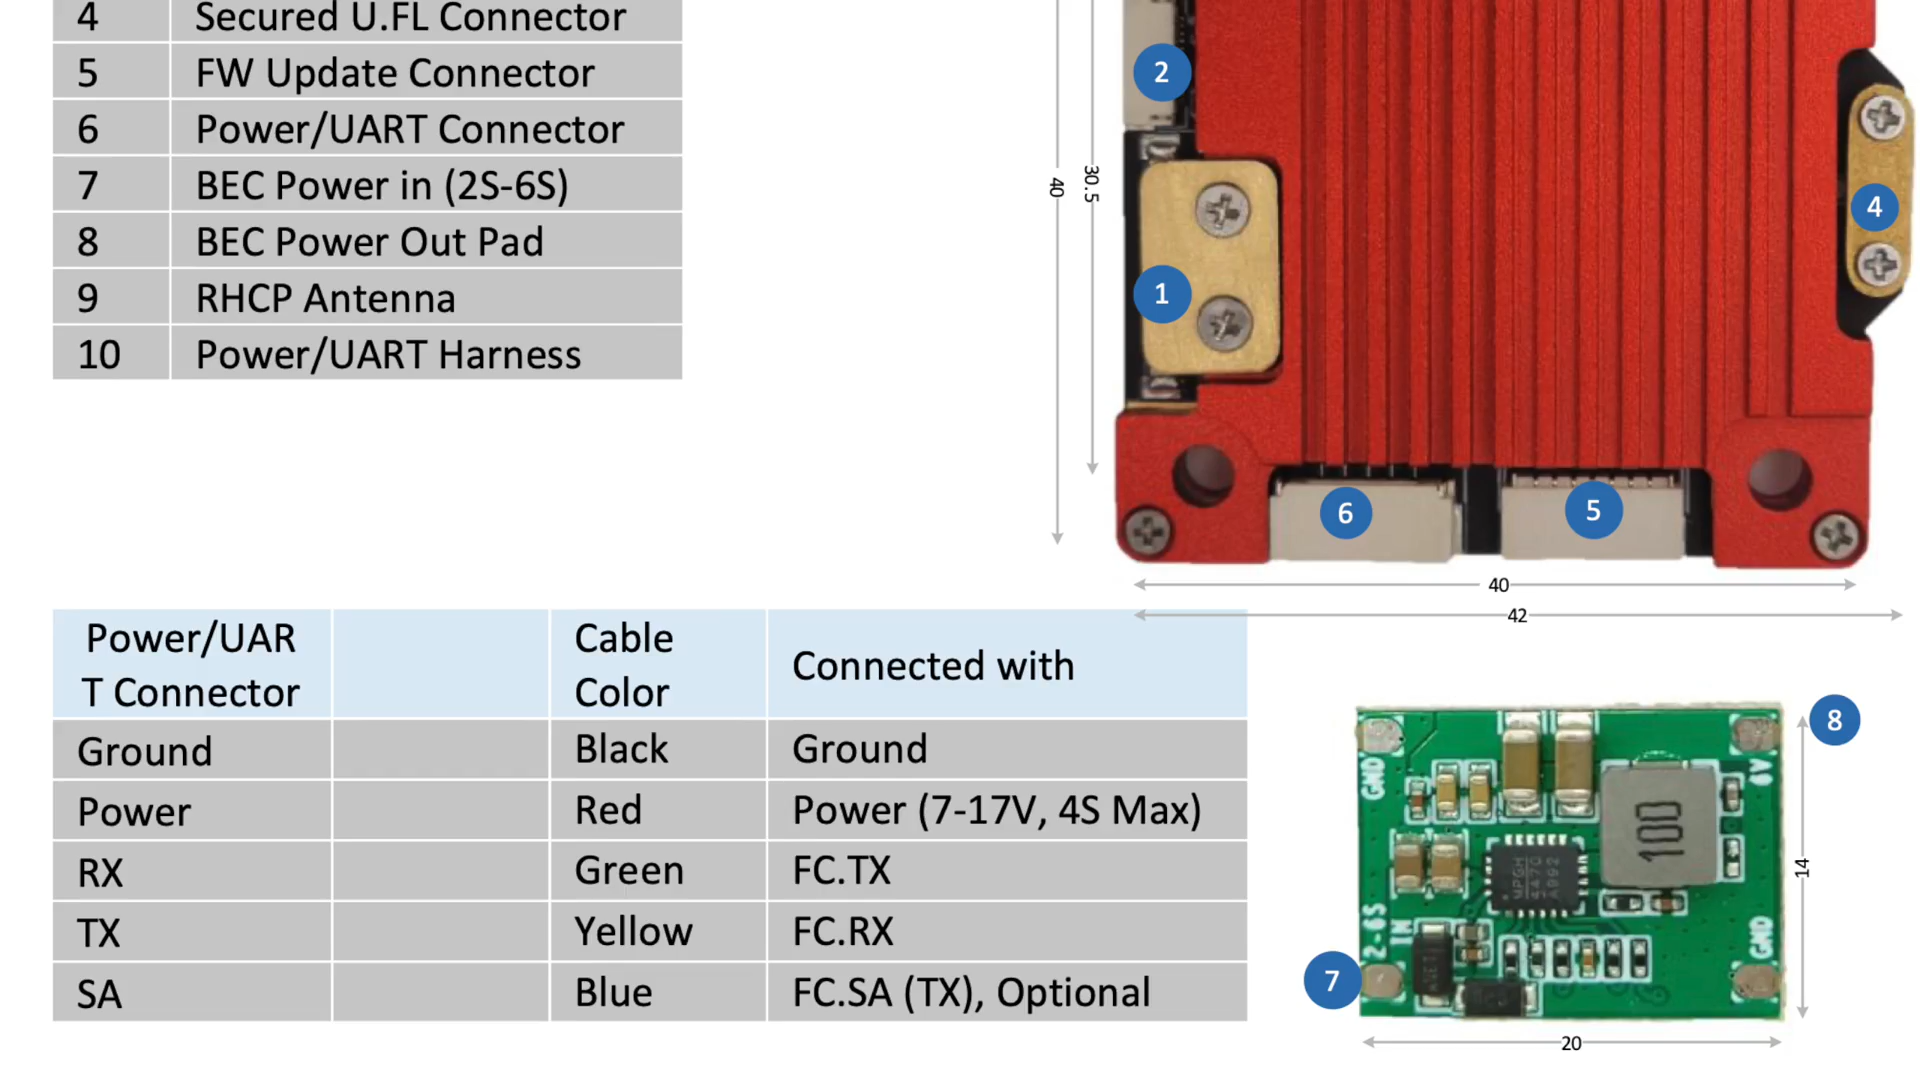 4 Secured U.FL Connector
5 FW Update Connector
6 Power/UART Connector
7 BEC Power in (2S-6S)
8 BEC Power Out Pad
9 RHCP Antenna
10 Power/UART Harness
2
4
1
6
5
40
30.5
40
42
Power/UAR
T Connector
Cable
Color
Connected with
Ground Black Ground
Power Red Power (7-17V, 4S Max)
RX Green FC.TX
TX Yellow FC.RX
SA Blue FC.SA (TX), Optional
8
7
GND
6V
100
2-6S
IN
GND
14
20